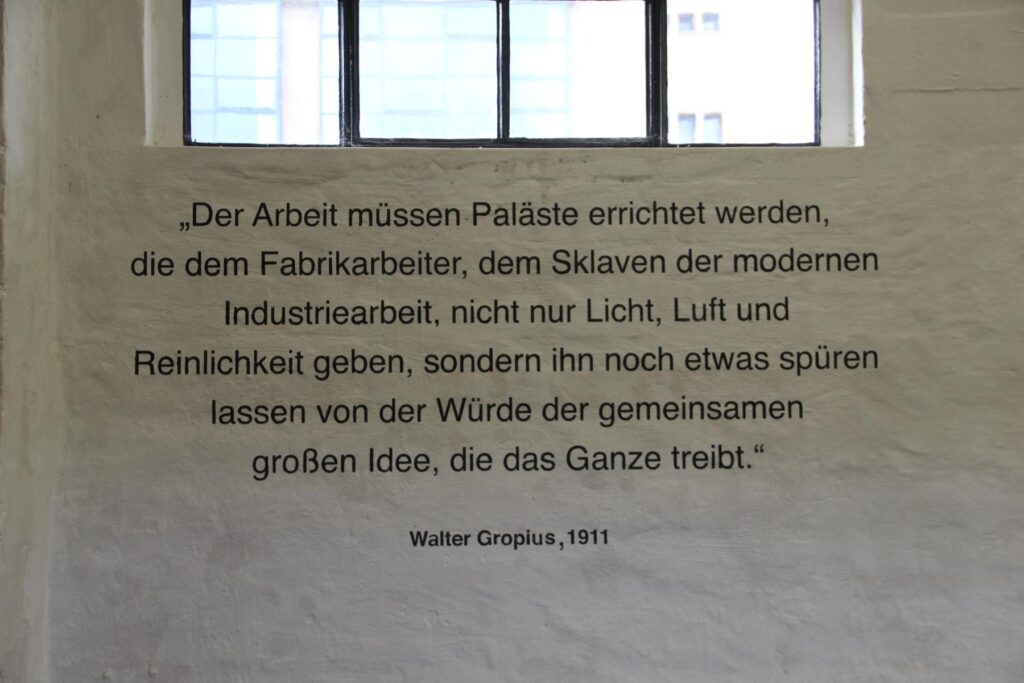 „Der Arbeit müssen Paläste errichtet werden,
die dem Fabrikarbeiter, dem Sklaven der modernen
Industriearbeit, nicht nur Licht, Luft und
Reinlichkeit geben, sondern ihn noch etwas spüren
lassen von der Würde der gemeinsamen
großen Idee, die das Ganze treibt.“
Walter Gropius, 1911